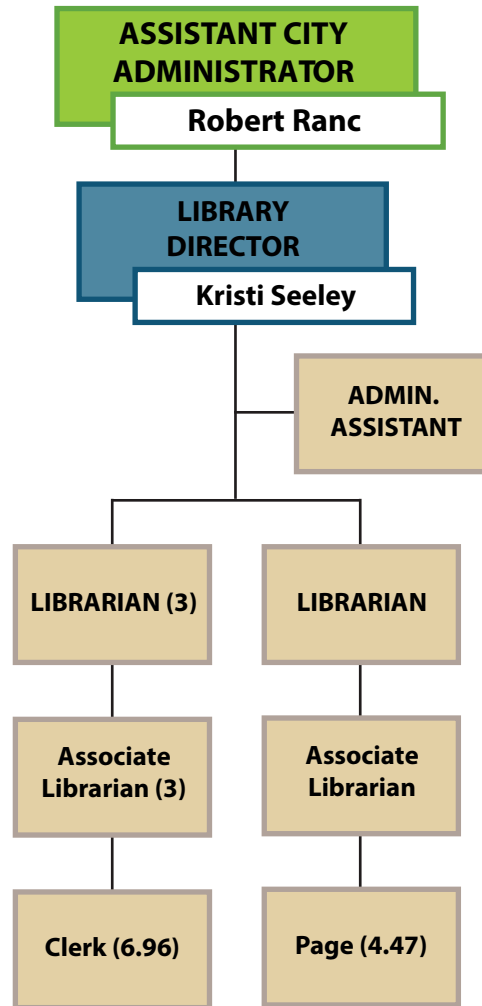 ASSISTANT CITY
ADMINISTRATOR
Robert Ranc
LIBRARY
DIRECTOR
Kristi Seeley
ADMIN.
ASSISTANT
LIBRARIAN (3)
LIBRARIAN
Associate
Librarian (3)
Associate
Librarian
Clerk (6.96)
Page (4.47)